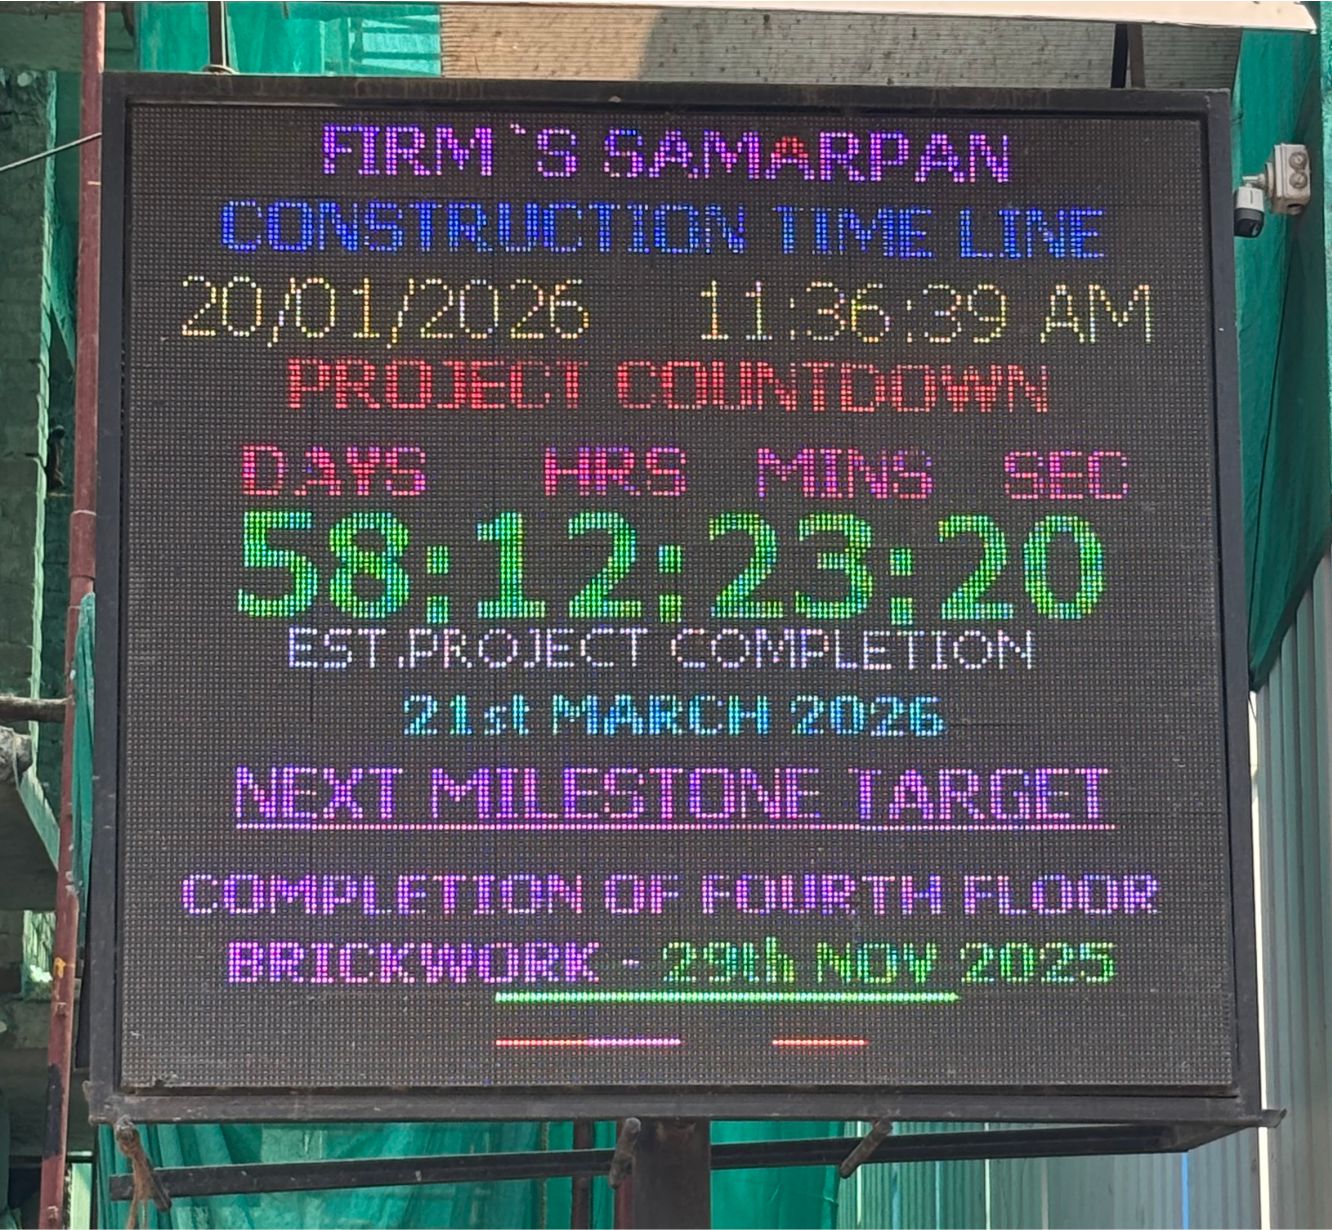 FIRM`S SAMARPAN
CONSTRUCTION TIME LINE
20/01/2026 11:36:39 AM
PROJECT COUNTDOWN
DAYS HRS MINS SEC
58:12:23:20
EST.PROJECT COMPLETION
21st MARCH 2026
NEXT MILESTONE TARGET
COMPLETION OF FOURTH FLOOR
BRICKWORK - 29th NOV 2025